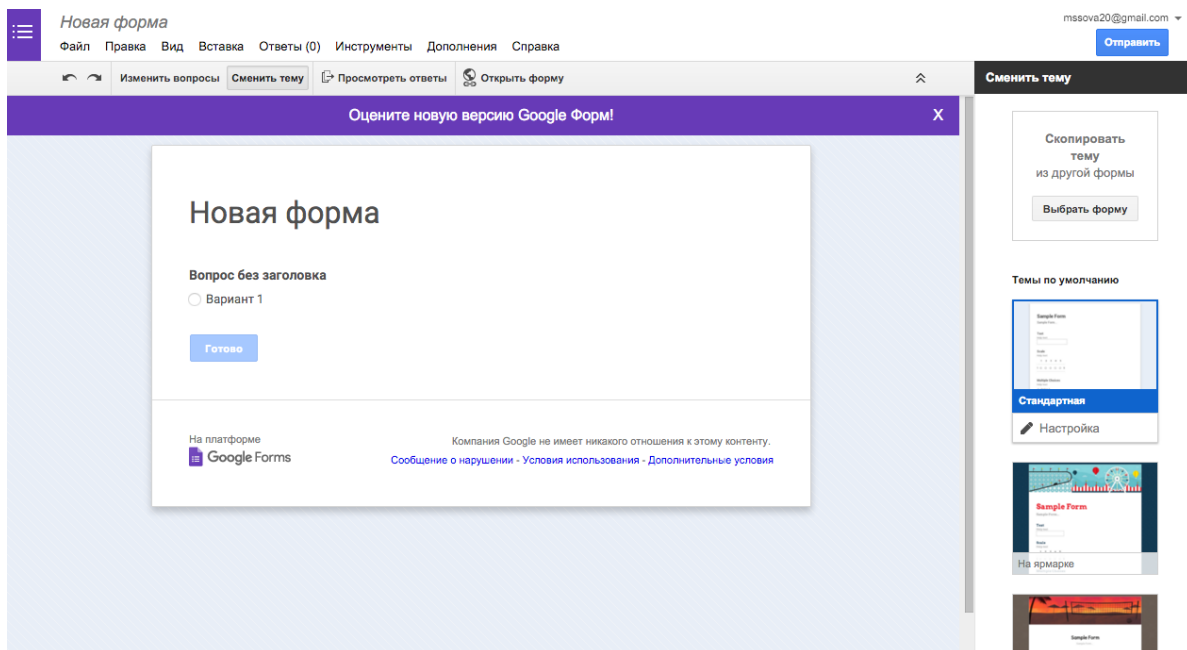 Новая форма
mssova20@gmail.com
Файл Правка Вид Вставка Ответы (0) Инструменты Дополнения Справка
Отправить
Изменить вопросы Сменить тему Просмотреть ответы Открыть форму
Сменить тему
Оцените новую версию Google Форм!
X
Скопировать
тему
из другой формы
Выбрать форму
Новая форма
Вопрос без заголовка
Вариант 1
Готово
Темы по умолчанию
Sample Form
Стандартная
Настройка
На платформе
Google Forms
Компания Google не имеет никакого отношения к этому контенту.
Сообщение о нарушении - Условия использования - Дополнительные условия
Sample Form
На ярмарке
Sample Form